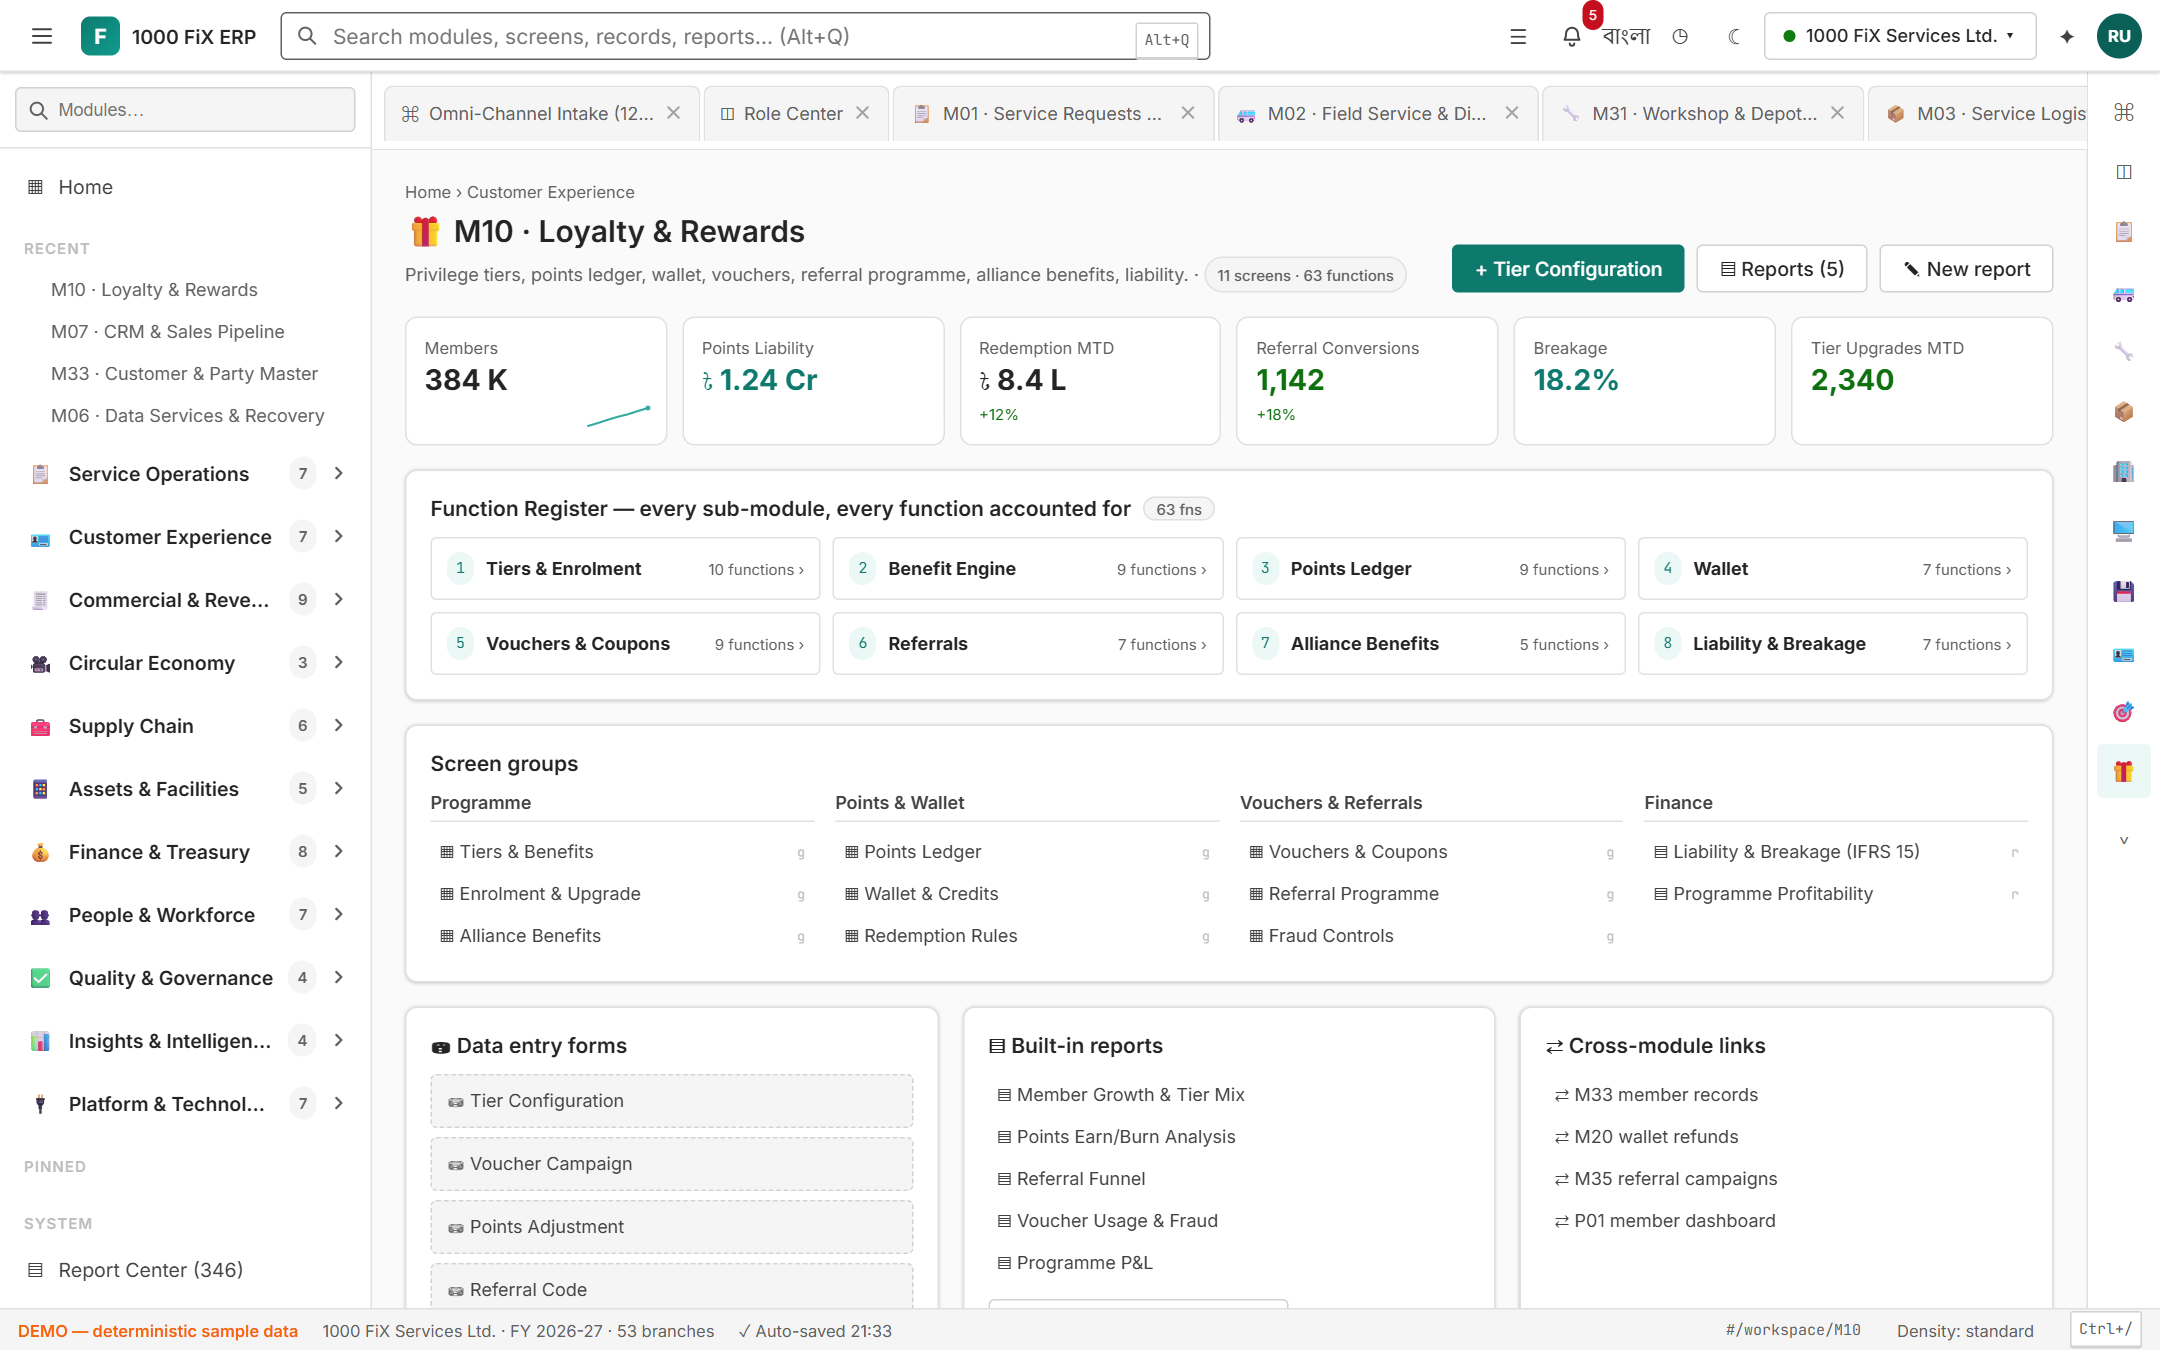 F 1000 FiX ERP
Search modules, screens, records, reports... (Alt+Q)
Alt+Q
5
বাংলা
1000 FiX Services Ltd.
RU
Modules...
Home
RECENT
M10 · Loyalty & Rewards
M07 · CRM & Sales Pipeline
M33 · Customer & Party Master
M06 · Data Services & Recovery
Service Operations 7
Customer Experience 7
Commercial & Reve... 9
Circular Economy 3
Supply Chain 6
Assets & Facilities 5
Finance & Treasury 8
People & Workforce 7
Quality & Governance 4
Insights & Intelligen... 4
Platform & Technol... 7
PINNED
SYSTEM
Report Center (346)
Omni-Channel Intake (12...
Role Center
M01 · Service Requests ...
M02 · Field Service & Di...
M31 · Workshop & Depot...
M03 · Service Logis
Home › Customer Experience
M10 · Loyalty & Rewards
Privilege tiers, points ledger, wallet, vouchers, referral programme, alliance benefits, liability. · 11 screens · 63 functions
+ Tier Configuration
Reports (5)
New report
Members
384 K
Points Liability
৳ 1.24 Cr
Redemption MTD
৳ 8.4 L
+12%
Referral Conversions
1,142
+18%
Breakage
18.2%
Tier Upgrades MTD
2,340
Function Register — every sub-module, every function accounted for 63 fns
1 Tiers & Enrolment 10 functions ›
2 Benefit Engine 9 functions ›
3 Points Ledger 9 functions ›
4 Wallet 7 functions ›
5 Vouchers & Coupons 9 functions ›
6 Referrals 7 functions ›
7 Alliance Benefits 5 functions ›
8 Liability & Breakage 7 functions ›
Screen groups
Programme
Tiers & Benefits g
Enrolment & Upgrade g
Alliance Benefits g
Points & Wallet
Points Ledger g
Wallet & Credits g
Redemption Rules g
Vouchers & Referrals
Vouchers & Coupons g
Referral Programme g
Fraud Controls g
Finance
Liability & Breakage (IFRS 15) r
Programme Profitability r
Data entry forms
Tier Configuration
Voucher Campaign
Points Adjustment
Referral Code
Built-in reports
Member Growth & Tier Mix
Points Earn/Burn Analysis
Referral Funnel
Voucher Usage & Fraud
Programme P&L
⇄ Cross-module links
⇄ M33 member records
⇄ M20 wallet refunds
⇄ M35 referral campaigns
⇄ P01 member dashboard
DEMO — deterministic sample data
1000 FiX Services Ltd. · FY 2026-27 · 53 branches
✓ Auto-saved 21:33
#/workspace/M10
Density: standard
Ctrl+/